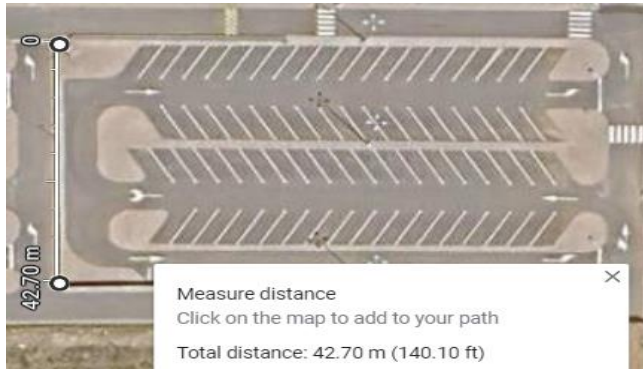 0
42.70 m
Measure distance
Click on the map to add to your path
Total distance: 42.70 m (140.10 ft)